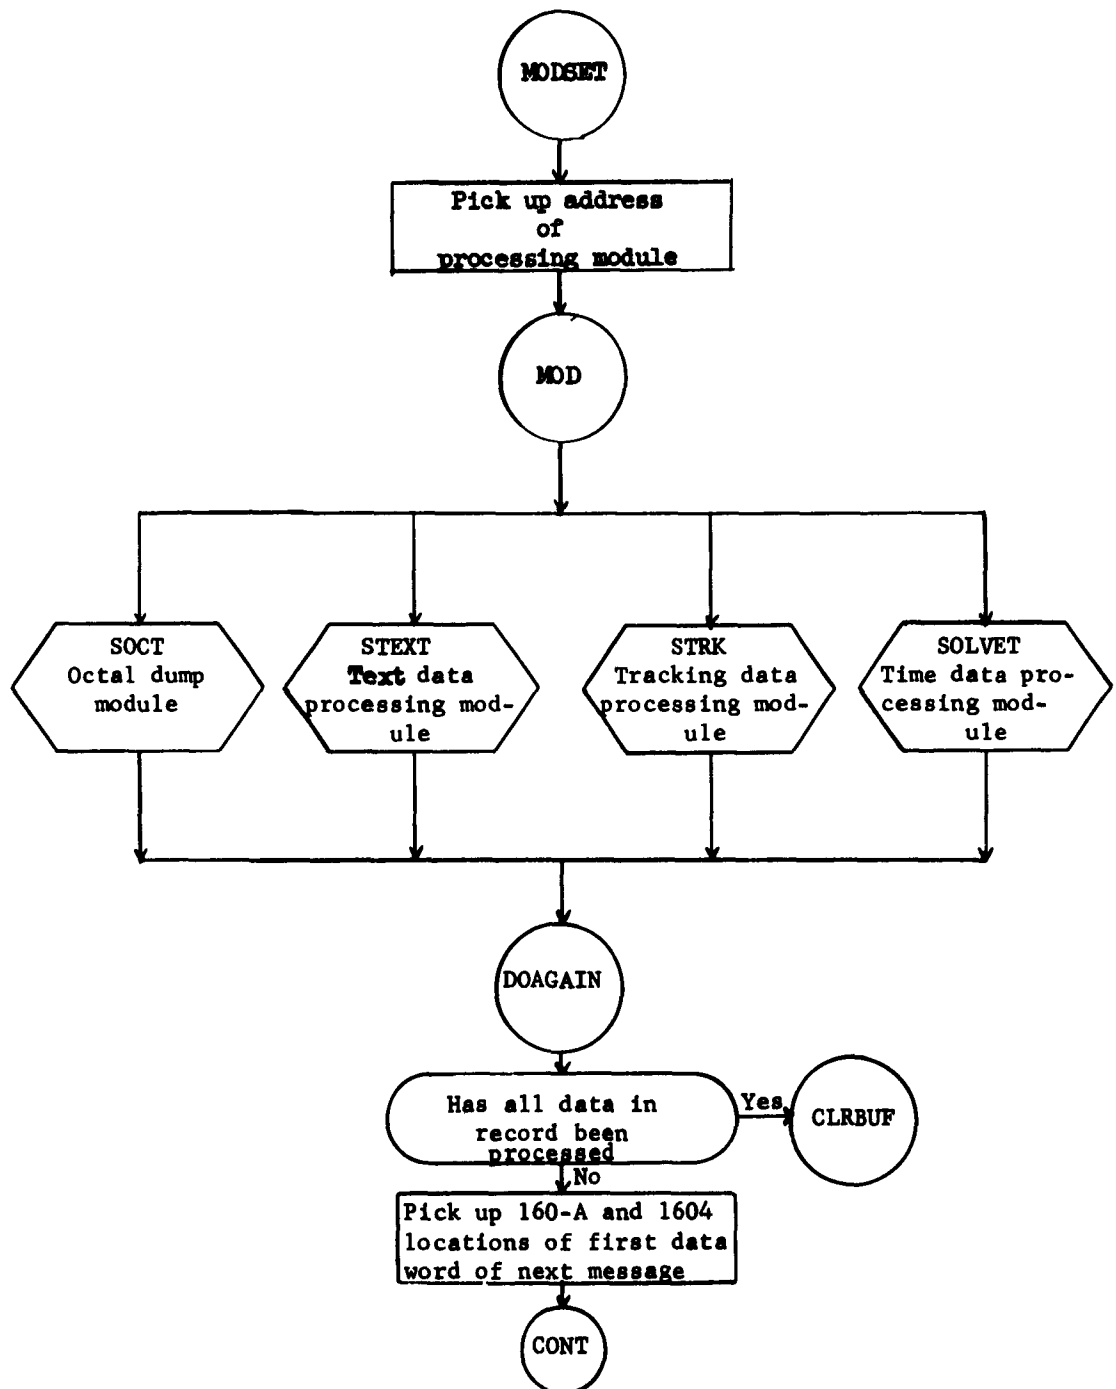 MODSET
Pick up address
of
processing module
MOD
SOCT
Octal dump
module
STEXT
Text data
processing mod-
ule
STRK
Tracking data
processing mod-
ule
SOLVET
Time data pro-
cessing mod-
ule
DOAGAIN
Has all data in
record been
processed
Yes
CLRBUF
No
Pick up 160-A and 1604
locations of first data
word of next message
CONT